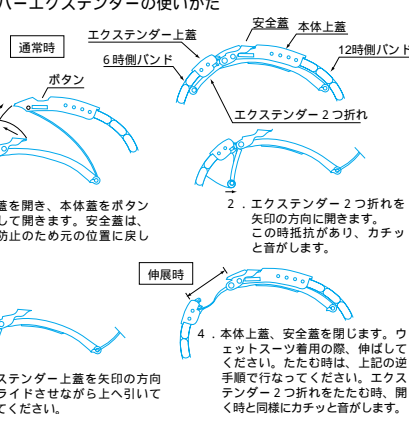 バーエクステンダーの使いかた
通常時
エクステンダー上蓋
安全蓋
本体上蓋
6時側バンド
12時側バンド
ボタン
エクステンダー2つ折れ
蓋を開き、本体蓋をボタン
して開きます。安全蓋は、
防止のため元の位置に戻し
2．エクステンダー2つ折れを
矢印の方向に開きます。
この時抵抗があり、カチッ
と音がします。
伸展時
ステンダー上蓋を矢印の方向
ライドさせながら上へ引いて
てください。
4．本体上蓋、安全蓋を閉じます。ウ
ェットスーツ着用の際、伸ばして
ください。たたむ時は、上記の逆
手順で行なってください。エクス
テンダー2つ折れをたたむ時、開
く時と同様にカチッと音がします。